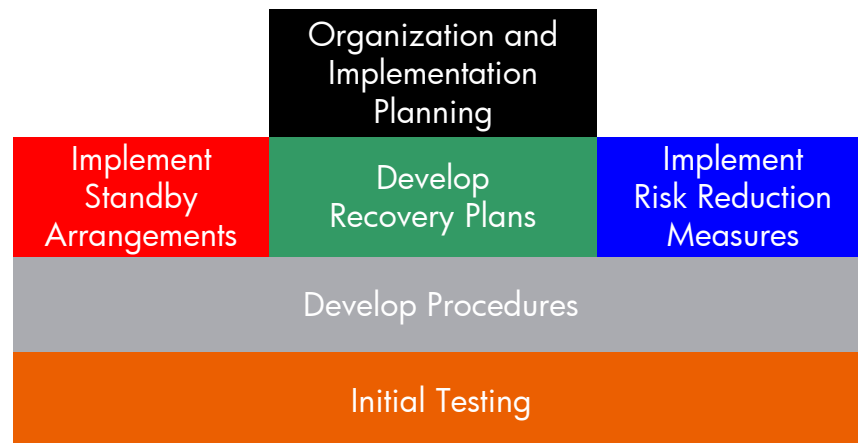 Organization and
Implementation
Planning
Implement
Standby
Arrangements
Develop
Recovery Plans
Implement
Risk Reduction
Measures
Develop Procedures
Initial Testing